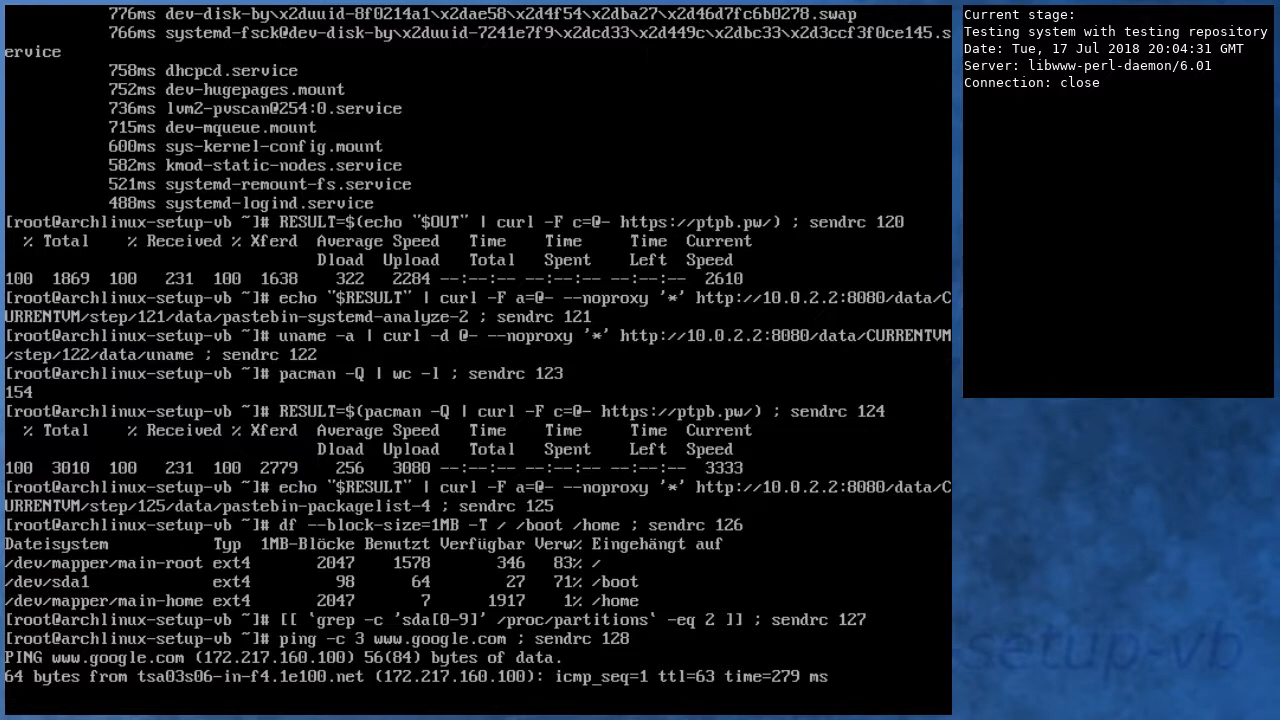 776ms dev-disk-by\x2duuid-8f0214a1\x2dae58\x2d4f54\x2dba27\x2d46d7fc6b0278.swap
766ms systemd-fsck@dev-disk-by\x2duuid-7241e7f9\x2dcd33\x2d449c\x2dbc33\x2d3ccf3f0ce145.s
ervice
758ms dhcpcd.service
752ms dev-hugepages.mount
736ms lvm2-pvscan@254:0.service
715ms dev-mqueue.mount
600ms sys-kernel-config.mount
582ms kmod-static-nodes.service
521ms systemd-remount-fs.service
488ms systemd-logind.service
[root@archlinux-setup-vb ~]# RESULT=$(echo "$OUT" | curl -F c=@- https://ptpb.pw/) ; sendrc 120
% Total    % Received % Xferd  Average Speed   Time    Time     Time  Current
Dload  Upload   Total   Spent    Left  Speed
100  1869  100   231  100  1638    322   2284 --:--:-- --:--:-- --:--:--  2610
[root@archlinux-setup-vb ~]# echo "$RESULT" | curl -F a=@- --noproxy '*' http://10.0.2.2:8080/data/C
URRENTVM/step/121/data/pastebin-systemd-analyze-2 ; sendrc 121
[root@archlinux-setup-vb ~]# uname -a | curl -d @- --noproxy '*' http://10.0.2.2:8080/data/CURRENTVM
/step/122/data/uname ; sendrc 122
[root@archlinux-setup-vb ~]# pacman -Q | wc -l ; sendrc 123
154
[root@archlinux-setup-vb ~]# RESULT=$(pacman -Q | curl -F c=@- https://ptpb.pw/) ; sendrc 124
% Total    % Received % Xferd  Average Speed   Time    Time     Time  Current
Dload  Upload   Total   Spent    Left  Speed
100  3010  100   231  100  2779    256   3080 --:--:-- --:--:-- --:--:--  3333
[root@archlinux-setup-vb ~]# echo "$RESULT" | curl -F a=@- --noproxy '*' http://10.0.2.2:8080/data/C
URRENTVM/step/125/data/pastebin-packagelist-4 ; sendrc 125
[root@archlinux-setup-vb ~]# df --block-size=1MB -T / /boot /home ; sendrc 126
Dateisystem           Typ  1MB-Blöcke Benutzt Verfügbar Verw% Eingehängt auf
/dev/mapper/main-root ext4       2047    1578       346   83% /
/dev/sda1             ext4         98      64        27   71% /boot
/dev/mapper/main-home ext4       2047       7      1917    1% /home
[root@archlinux-setup-vb ~]# [[ `grep -c 'sda[0-9]' /proc/partitions` -eq 2 ]] ; sendrc 127
[root@archlinux-setup-vb ~]# ping -c 3 www.google.com ; sendrc 128
PING www.google.com (172.217.160.100) 56(84) bytes of data.
64 bytes from tsa03s06-in-f4.1e100.net (172.217.160.100): icmp_seq=1 ttl=63 time=279 ms
Current stage:
Testing system with testing repository
Date: Tue, 17 Jul 2018 20:04:31 GMT
Server: libwww-perl-daemon/6.01
Connection: close
setup-vb